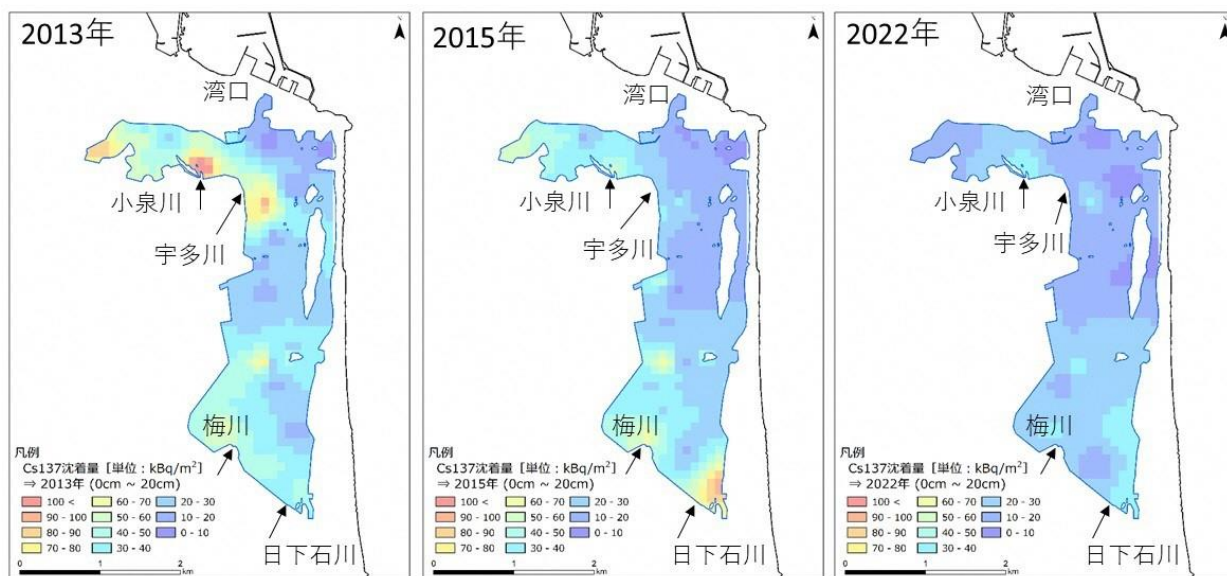 2013年
湾口
小泉川
宇多川
梅川
日下石川
凡例
Cs137沈着量 [単位:kBq/m²]
⇒ 2013年 (0cm ~ 20cm)
100 <
90 - 100
80 - 90
70 - 80
60 - 70
50 - 60
40 - 50
30 - 40
20 - 30
10 - 20
0 - 10
0 1 2 km
2015年
湾口
小泉川
宇多川
梅川
日下石川
凡例
Cs137沈着量 [単位:kBq/m²]
⇒ 2015年 (0cm ~ 20cm)
100 <
90 - 100
80 - 90
70 - 80
60 - 70
50 - 60
40 - 50
30 - 40
20 - 30
10 - 20
0 - 10
0 1 2 km
2022年
湾口
小泉川
宇多川
梅川
日下石川
凡例
Cs137沈着量 [単位:kBq/m²]
⇒ 2022年 (0cm ~ 20cm)
100 <
90 - 100
80 - 90
70 - 80
60 - 70
50 - 60
40 - 50
30 - 40
20 - 30
10 - 20
0 - 10
0 1 2 km